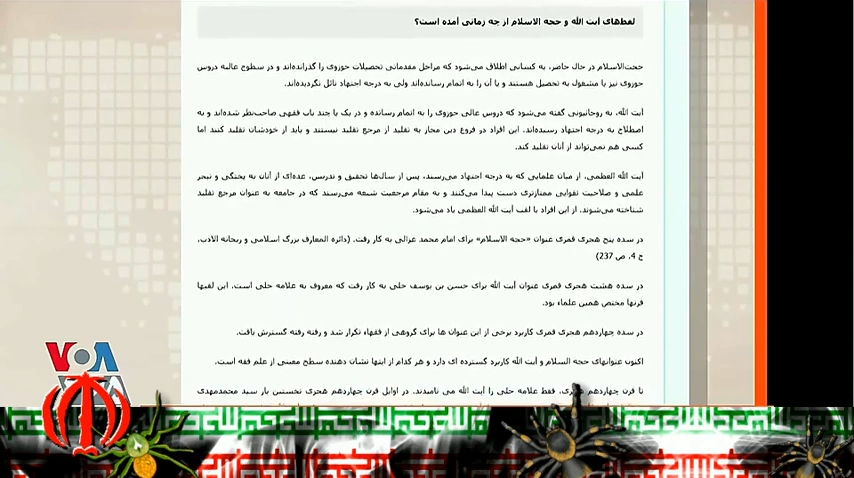 لفظهای آیت الله و حجه الاسلام از چه زمانی آمده است؟
حجت‌الاسلام در حال حاضر، به کسانی اطلاق می‌شود که مراحل مقدماتی تحصیلات حوزوی را گذرانده‌اند و در سطوح عالیه دروس
حوزوی نیز یا مشغول به تحصیل هستند و یا آن را به اتمام رسانده‌اند ولی به درجه اجتهاد نائل نگردیده‌اند.
آیت الله، به روحانیونی گفته می‌شود که دروس عالی حوزوی را به اتمام رسانده و در یک یا چند باب فقهی صاحب‌نظر شده‌اند و به
اصطلاح به درجه اجتهاد رسیده‌اند. این افراد در فروع دین مجاز به تقلید از مرجع تقلید نیستند و باید از خودشان تقلید کنند اما
کسی هم نمی‌تواند از آنان تقلید کند.
آیت الله العظمی، از میان علمایی که به درجه اجتهاد می‌رسند، پس از سال‌ها تحقیق و تدریس، عده‌ای از آنان به پختگی و تبحر
علمی و صلاحیت تقوایی ممتازتری دست پیدا می‌کنند و به مقام مرجعیت شیعه می‌رسند که در جامعه به عنوان مرجع تقلید
شناخته می‌شوند. از این افراد با لقب آیت الله العظمی یاد می‌شود.
در سده پنج هجری قمری عنوان «حجه الاسلام» برای امام محمد غزالی به کار رفت. (دائره المعارف بزرگ اسلامی و ریحانه الادب،
ج 4، ص 237)
در سده هشت هجری قمری عنوان آیت الله برای حسن بن یوسف حلی به کار رفت که معروف به علامه حلی است. این لقبها
قرنها مختص همین علماء بود.
در سده چهاردهم هجری قمری کاربرد برخی از این عنوان ها برای گروهی از فقهاء تکرار شد و رفته رفته گسترش یافت.
اکنون عنوانهای حجه السلام و آیت الله کاربرد گسترده ای دارد و هر کدام از اینها نشان دهنده سطح معینی از علم فقه است.
تا قرن چهاردهم هجری، فقط علامه حلی را آیت الله می نامیدند. در اوایل قرن چهاردهم هجری نخستین بار سید محمدمهدی
VOA